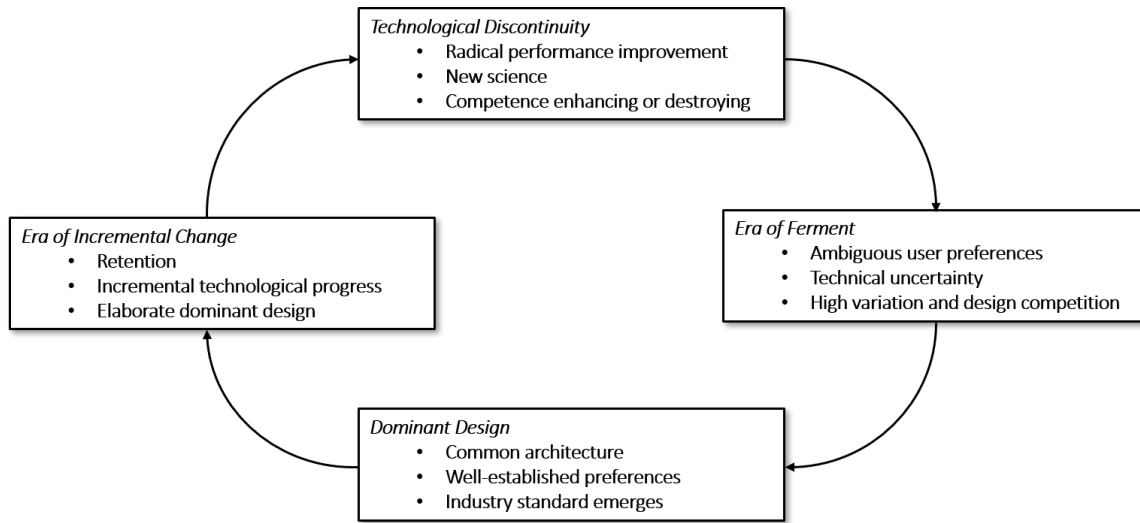 Technological Discontinuity
• Radical performance improvement
• New science
• Competence enhancing or destroying
Era of Incremental Change
• Retention
• Incremental technological progress
• Elaborate dominant design
Era of Ferment
• Ambiguous user preferences
• Technical uncertainty
• High variation and design competition
Dominant Design
• Common architecture
• Well-established preferences
• Industry standard emerges